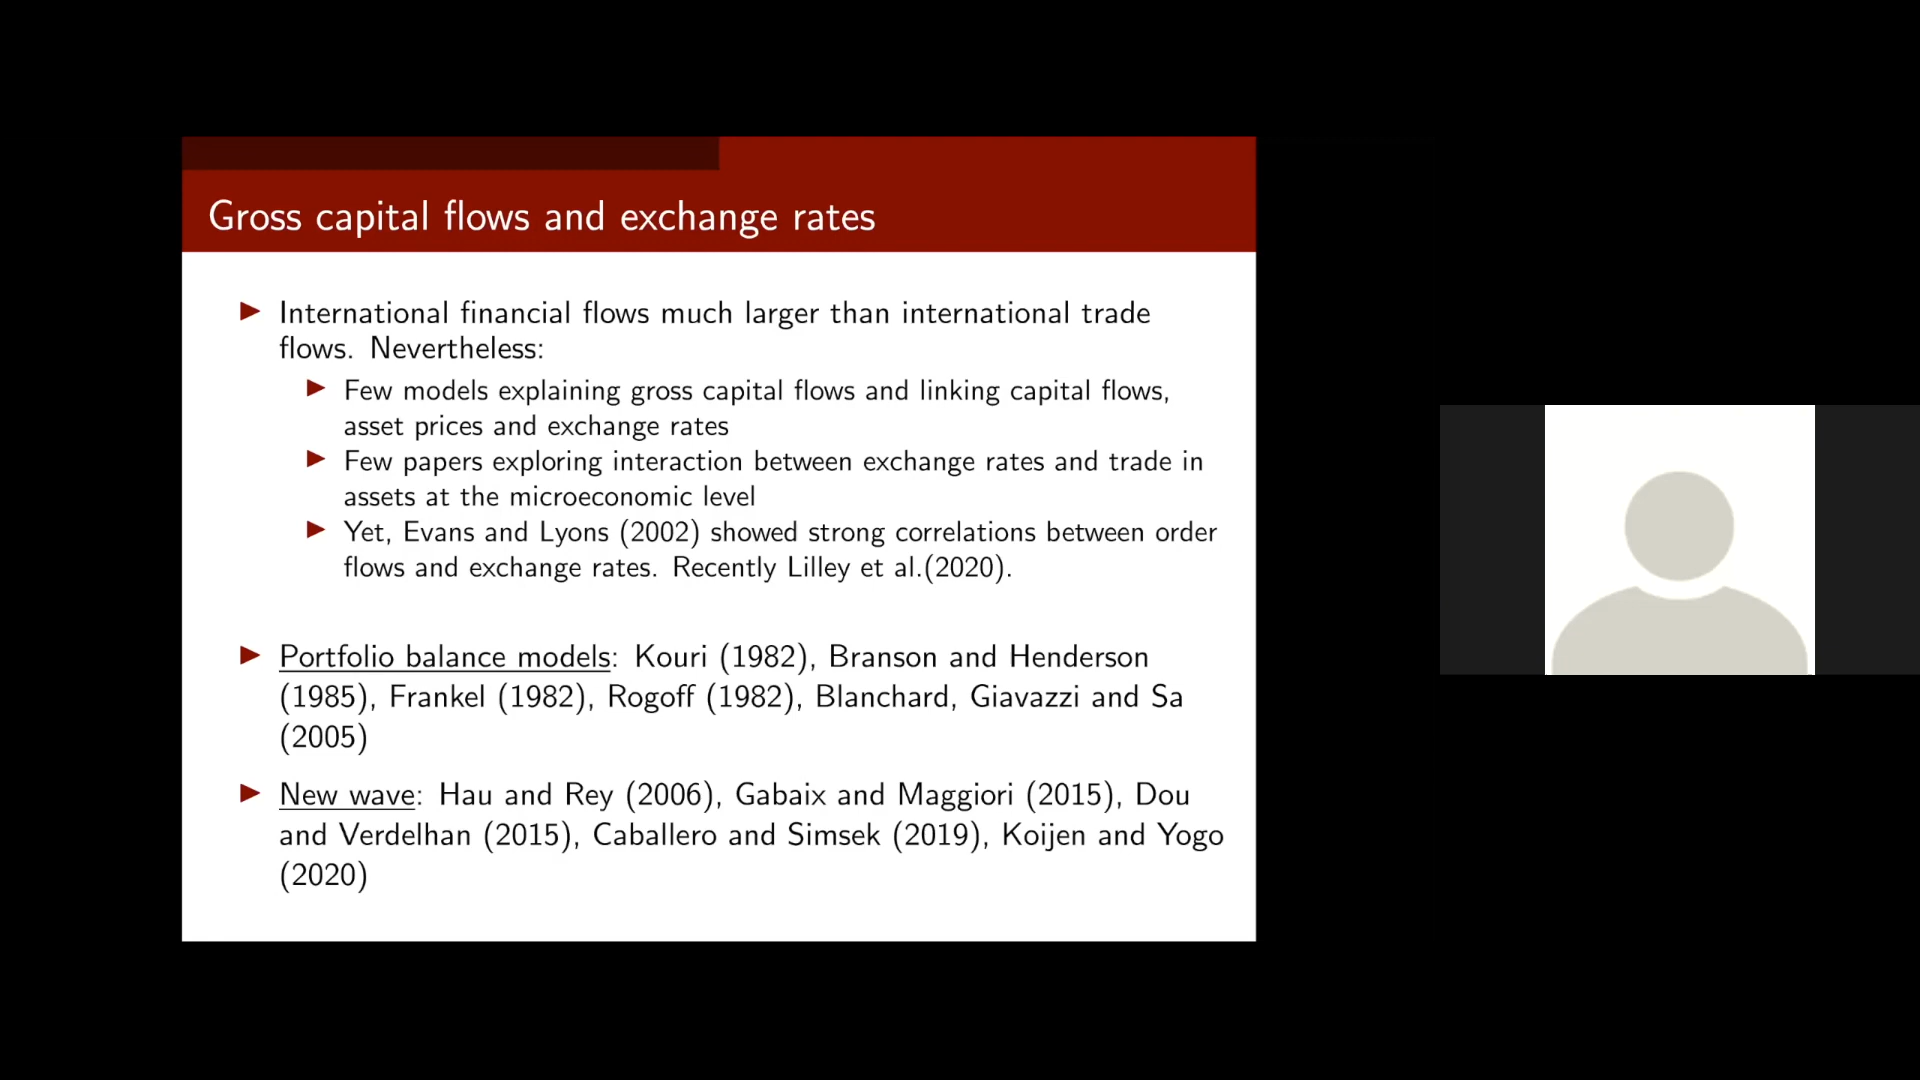 Gross capital flows and exchange rates
International financial flows much larger than international trade
flows. Nevertheless:
Few models explaining gross capital flows and linking capital flows,
asset prices and exchange rates
Few papers exploring interaction between exchange rates and trade in
assets at the microeconomic level
Yet, Evans and Lyons (2002) showed strong correlations between order
flows and exchange rates. Recently Lilley et al.(2020).
Portfolio balance models: Kouri (1982), Branson and Henderson
(1985), Frankel (1982), Rogoff (1982), Blanchard, Giavazzi and Sa
(2005)
New wave: Hau and Rey (2006), Gabaix and Maggiori (2015), Dou
and Verdelhan (2015), Caballero and Simsek (2019), Koijen and Yogo
(2020)